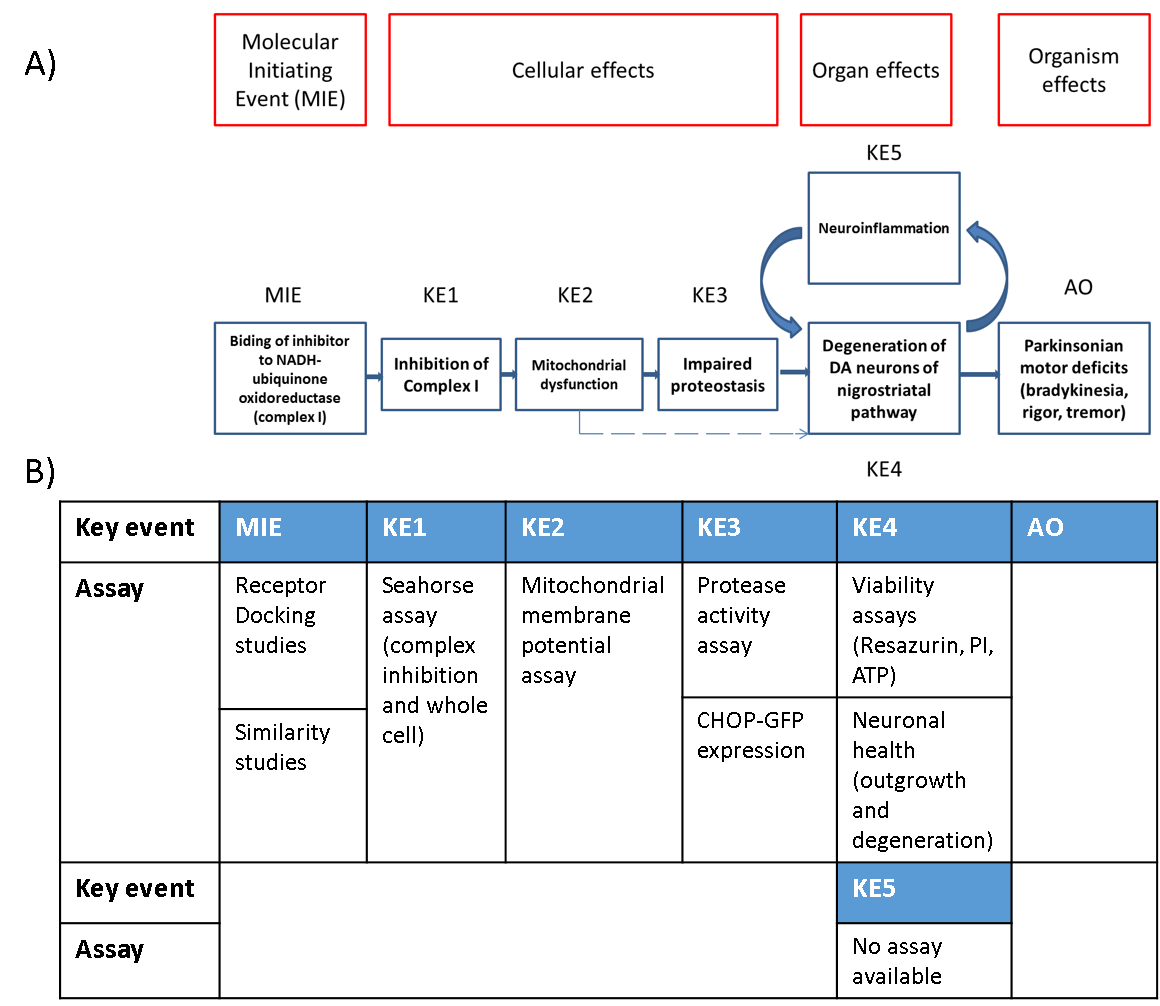 A)
Molecular
Initiating
Event (MIE)
Cellular effects
Organ effects
Organism
effects
KE5
Neuroinflammation
MIE
KE1
KE2
KE3
AO
Biding of inhibitor
to NADH-
ubiquinone
oxidoreductase
(complex I)
Inhibition of
Complex I
Mitochondrial
dysfunction
Impaired
proteostasis
Degeneration of
DA neurons of
nigrostriatal
pathway
Parkinsonian
motor deficits
(bradykinesia,
rigor, tremor)
KE4
B)
Key event
MIE
KE1
KE2
KE3
KE4
AO
Assay
Receptor
Docking
studies
Similarity
studies
Seahorse
assay
(complex
inhibition
and whole
cell)
Mitochondrial
membrane
potential
assay
Protease
activity
assay
CHOP-GFP
expression
Viability
assays
(Resazurin, PI,
ATP)
Neuronal
health
(outgrowth
and
degeneration)
Key event
KE5
Assay
No assay
available